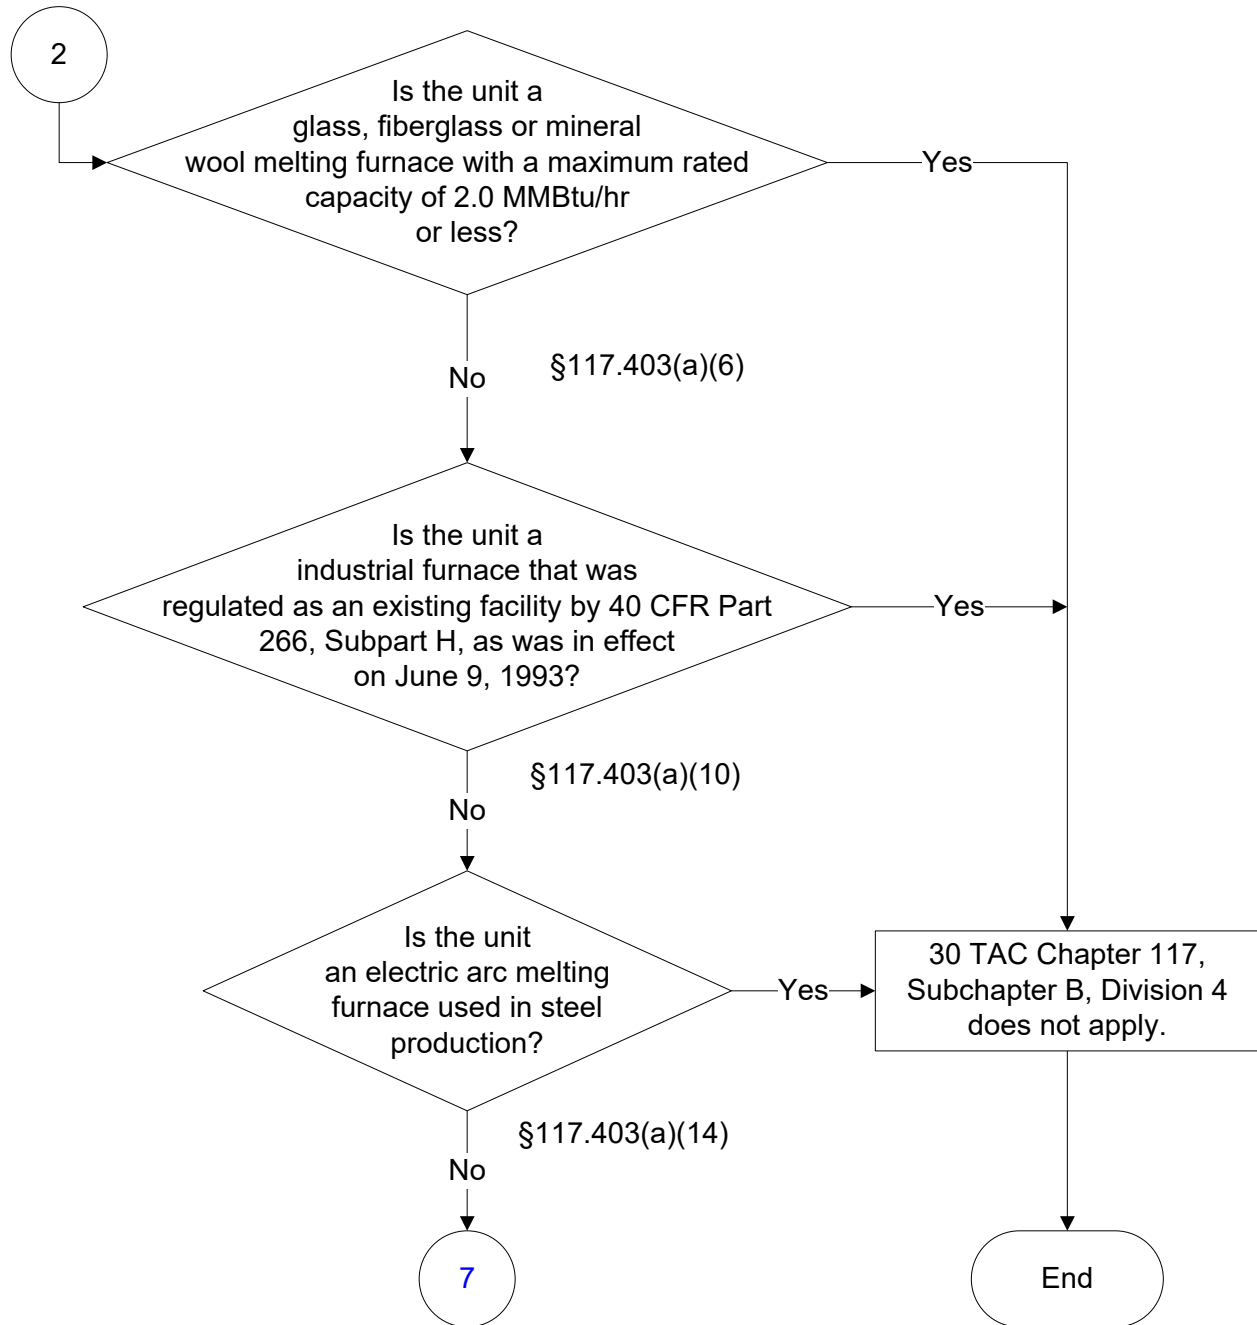 2
Is the unit a
glass, fiberglass or mineral
wool melting furnace with a maximum rated
capacity of 2.0 MMBtu/hr
or less?
Yes
No
§117.403(a)(6)
Is the unit a
industrial furnace that was
regulated as an existing facility by 40 CFR Part
266, Subpart H, as was in effect
on June 9, 1993?
Yes
§117.403(a)(10)
No
Is the unit
an electric arc melting
furnace used in steel
production?
Yes
30 TAC Chapter 117,
Subchapter B, Division 4
does not apply.
§117.403(a)(14)
No
7
End